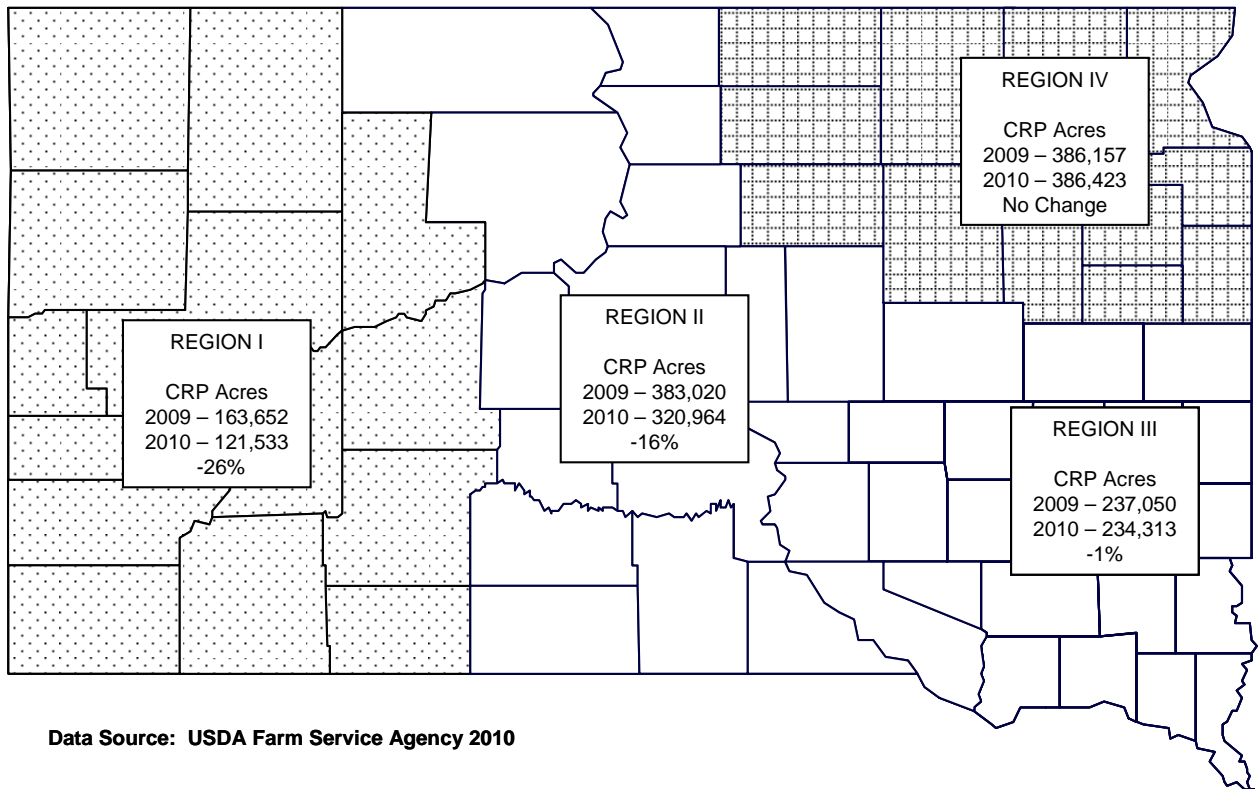 REGION IV
CRP Acres
2009 – 386,157
2010 – 386,423
No Change
REGION I
CRP Acres
2009 – 163,652
2010 – 121,533
-26%
REGION II
CRP Acres
2009 – 383,020
2010 – 320,964
-16%
REGION III
CRP Acres
2009 – 237,050
2010 – 234,313
-1%
Data Source:  USDA Farm Service Agency 2010